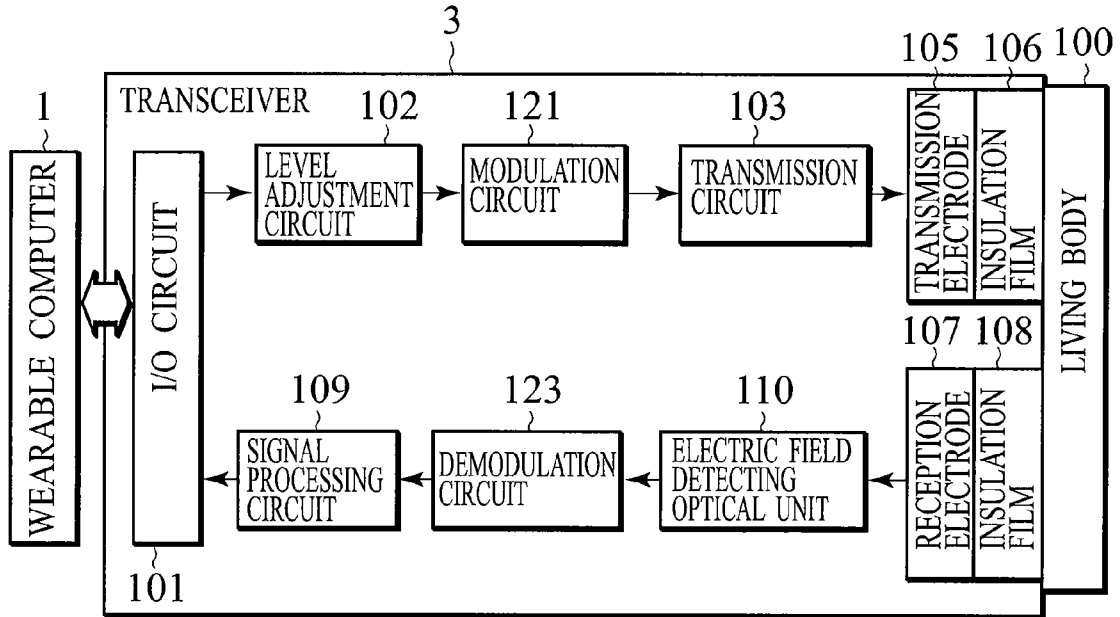 3
105 106 100
TRANSCEIVER
1
102
121
103
WEARABLE COMPUTER
I/O CIRCUIT
LEVEL
ADJUSTMENT
CIRCUIT
MODULATION
CIRCUIT
TRANSMISSION
CIRCUIT
TRANSMISSION
ELECTRODE
INSULATION
FILM
LIVING BODY
107 108
109
123
110
SIGNAL
PROCESSING
CIRCUIT
DEMODULATION
CIRCUIT
ELECTRIC FIELD
DETECTING
OPTICAL UNIT
RECEPTION
ELECTRODE
INSULATION
FILM
101